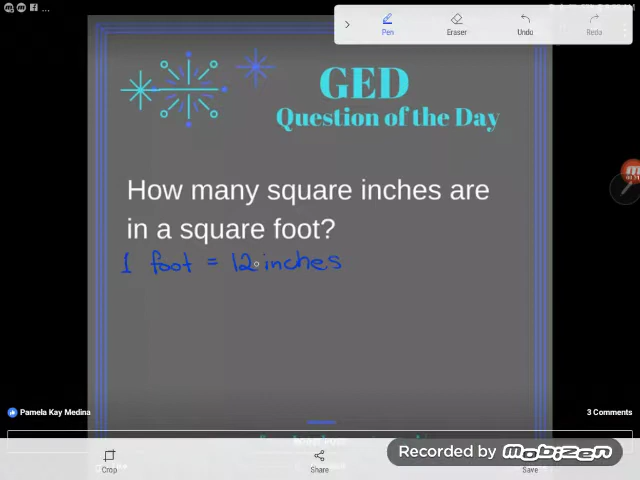 Pen
Eraser
Undo
Redo
GED
Question of the Day
How many square inches are
in a square foot?
1 foot = 12 inches
Pamela Kay Medina
3 Comments
Recorded by MOBIZEN
Crop
Share
Save